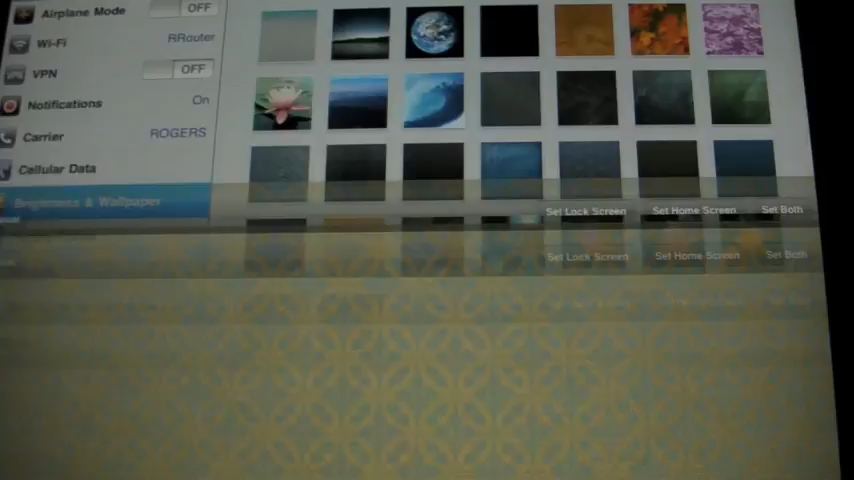 Airplane Mode OFF
Wi-Fi RRouter
VPN OFF
Notifications On
Carrier ROGERS
Cellular Data
Brightness & Wallpaper
Set Lock Screen Set Home Screen Set Both
Set Lock Screen Set Home Screen Set Both